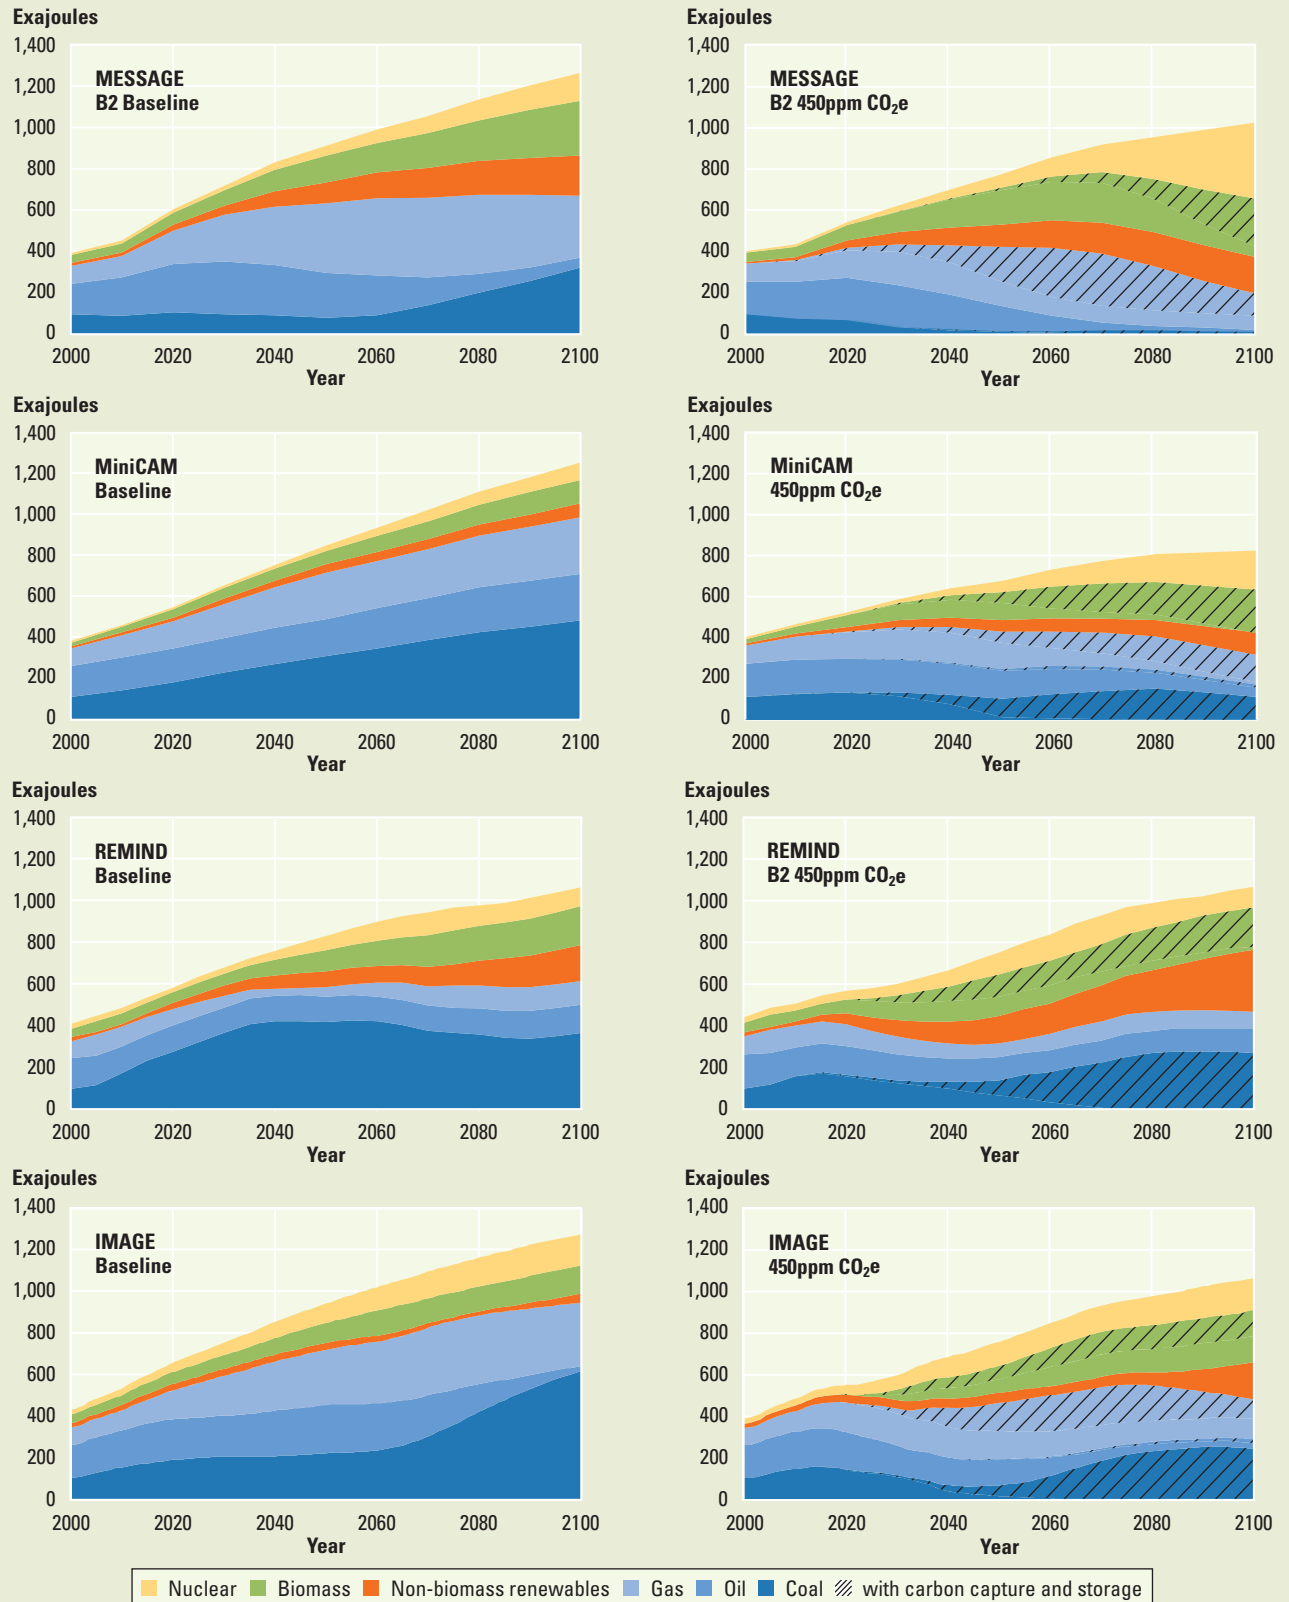 Exajoules
1,400
1,200
1,000
800
600
400
200
0
MESSAGE
B2 Baseline
2000 2020 2040 2060 2080 2100
Year
Exajoules
1,400
1,200
1,000
800
600
400
200
0
MESSAGE
B2 450ppm CO₂e
2000 2020 2040 2060 2080 2100
Year
Exajoules
1,400
1,200
1,000
800
600
400
200
0
MiniCAM
Baseline
2000 2020 2040 2060 2080 2100
Year
Exajoules
1,400
1,200
1,000
800
600
400
200
0
MiniCAM
450ppm CO₂e
2000 2020 2040 2060 2080 2100
Year
Exajoules
1,400
1,200
1,000
800
600
400
200
0
REMIND
Baseline
2000 2020 2040 2060 2080 2100
Year
Exajoules
1,400
1,200
1,000
800
600
400
200
0
REMIND
B2 450ppm CO₂e
2000 2020 2040 2060 2080 2100
Year
Exajoules
1,400
1,200
1,000
800
600
400
200
0
IMAGE
Baseline
2000 2020 2040 2060 2080 2100
Year
Exajoules
1,400
1,200
1,000
800
600
400
200
0
IMAGE
450ppm CO₂e
2000 2020 2040 2060 2080 2100
Year
Nuclear Biomass Non-biomass renewables Gas Oil Coal with carbon capture and storage